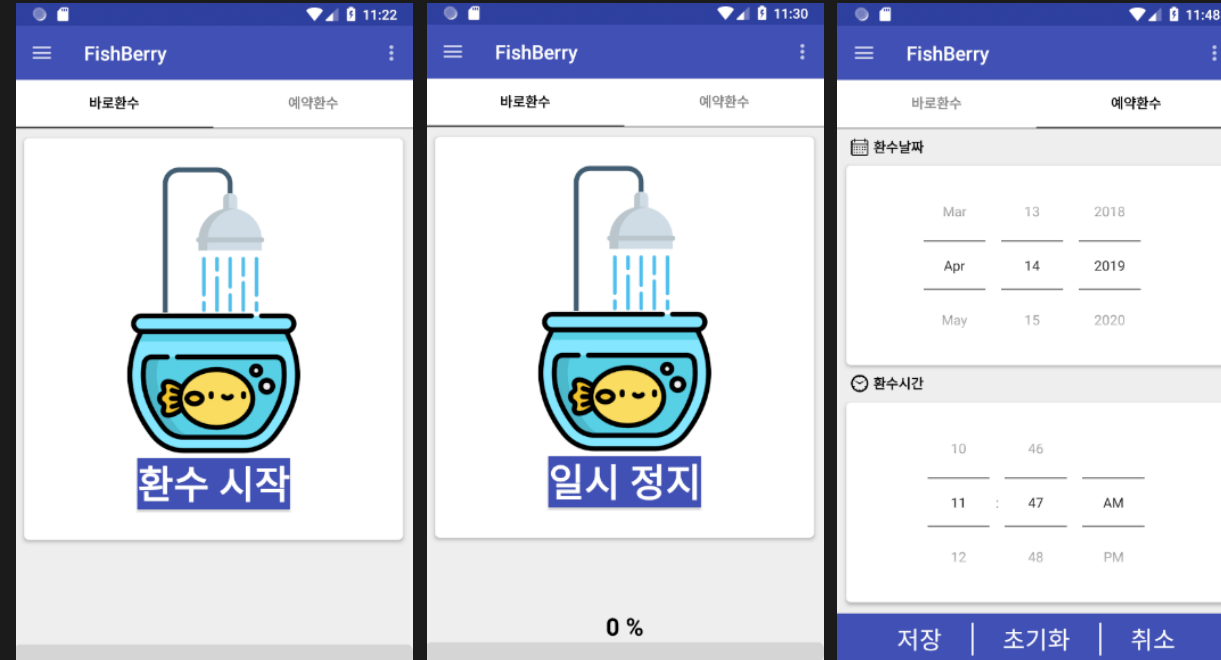 11:22
FishBerry
바로환수 예약환수
환수 시작
11:30
FishBerry
바로환수 예약환수
일시 정지
0 %
11:48
FishBerry
바로환수 예약환수
환수날짜
Mar 13 2018
Apr 14 2019
May 15 2020
환수시간
10 46
11 : 47 AM
12 48 PM
저장 | 초기화 | 취소